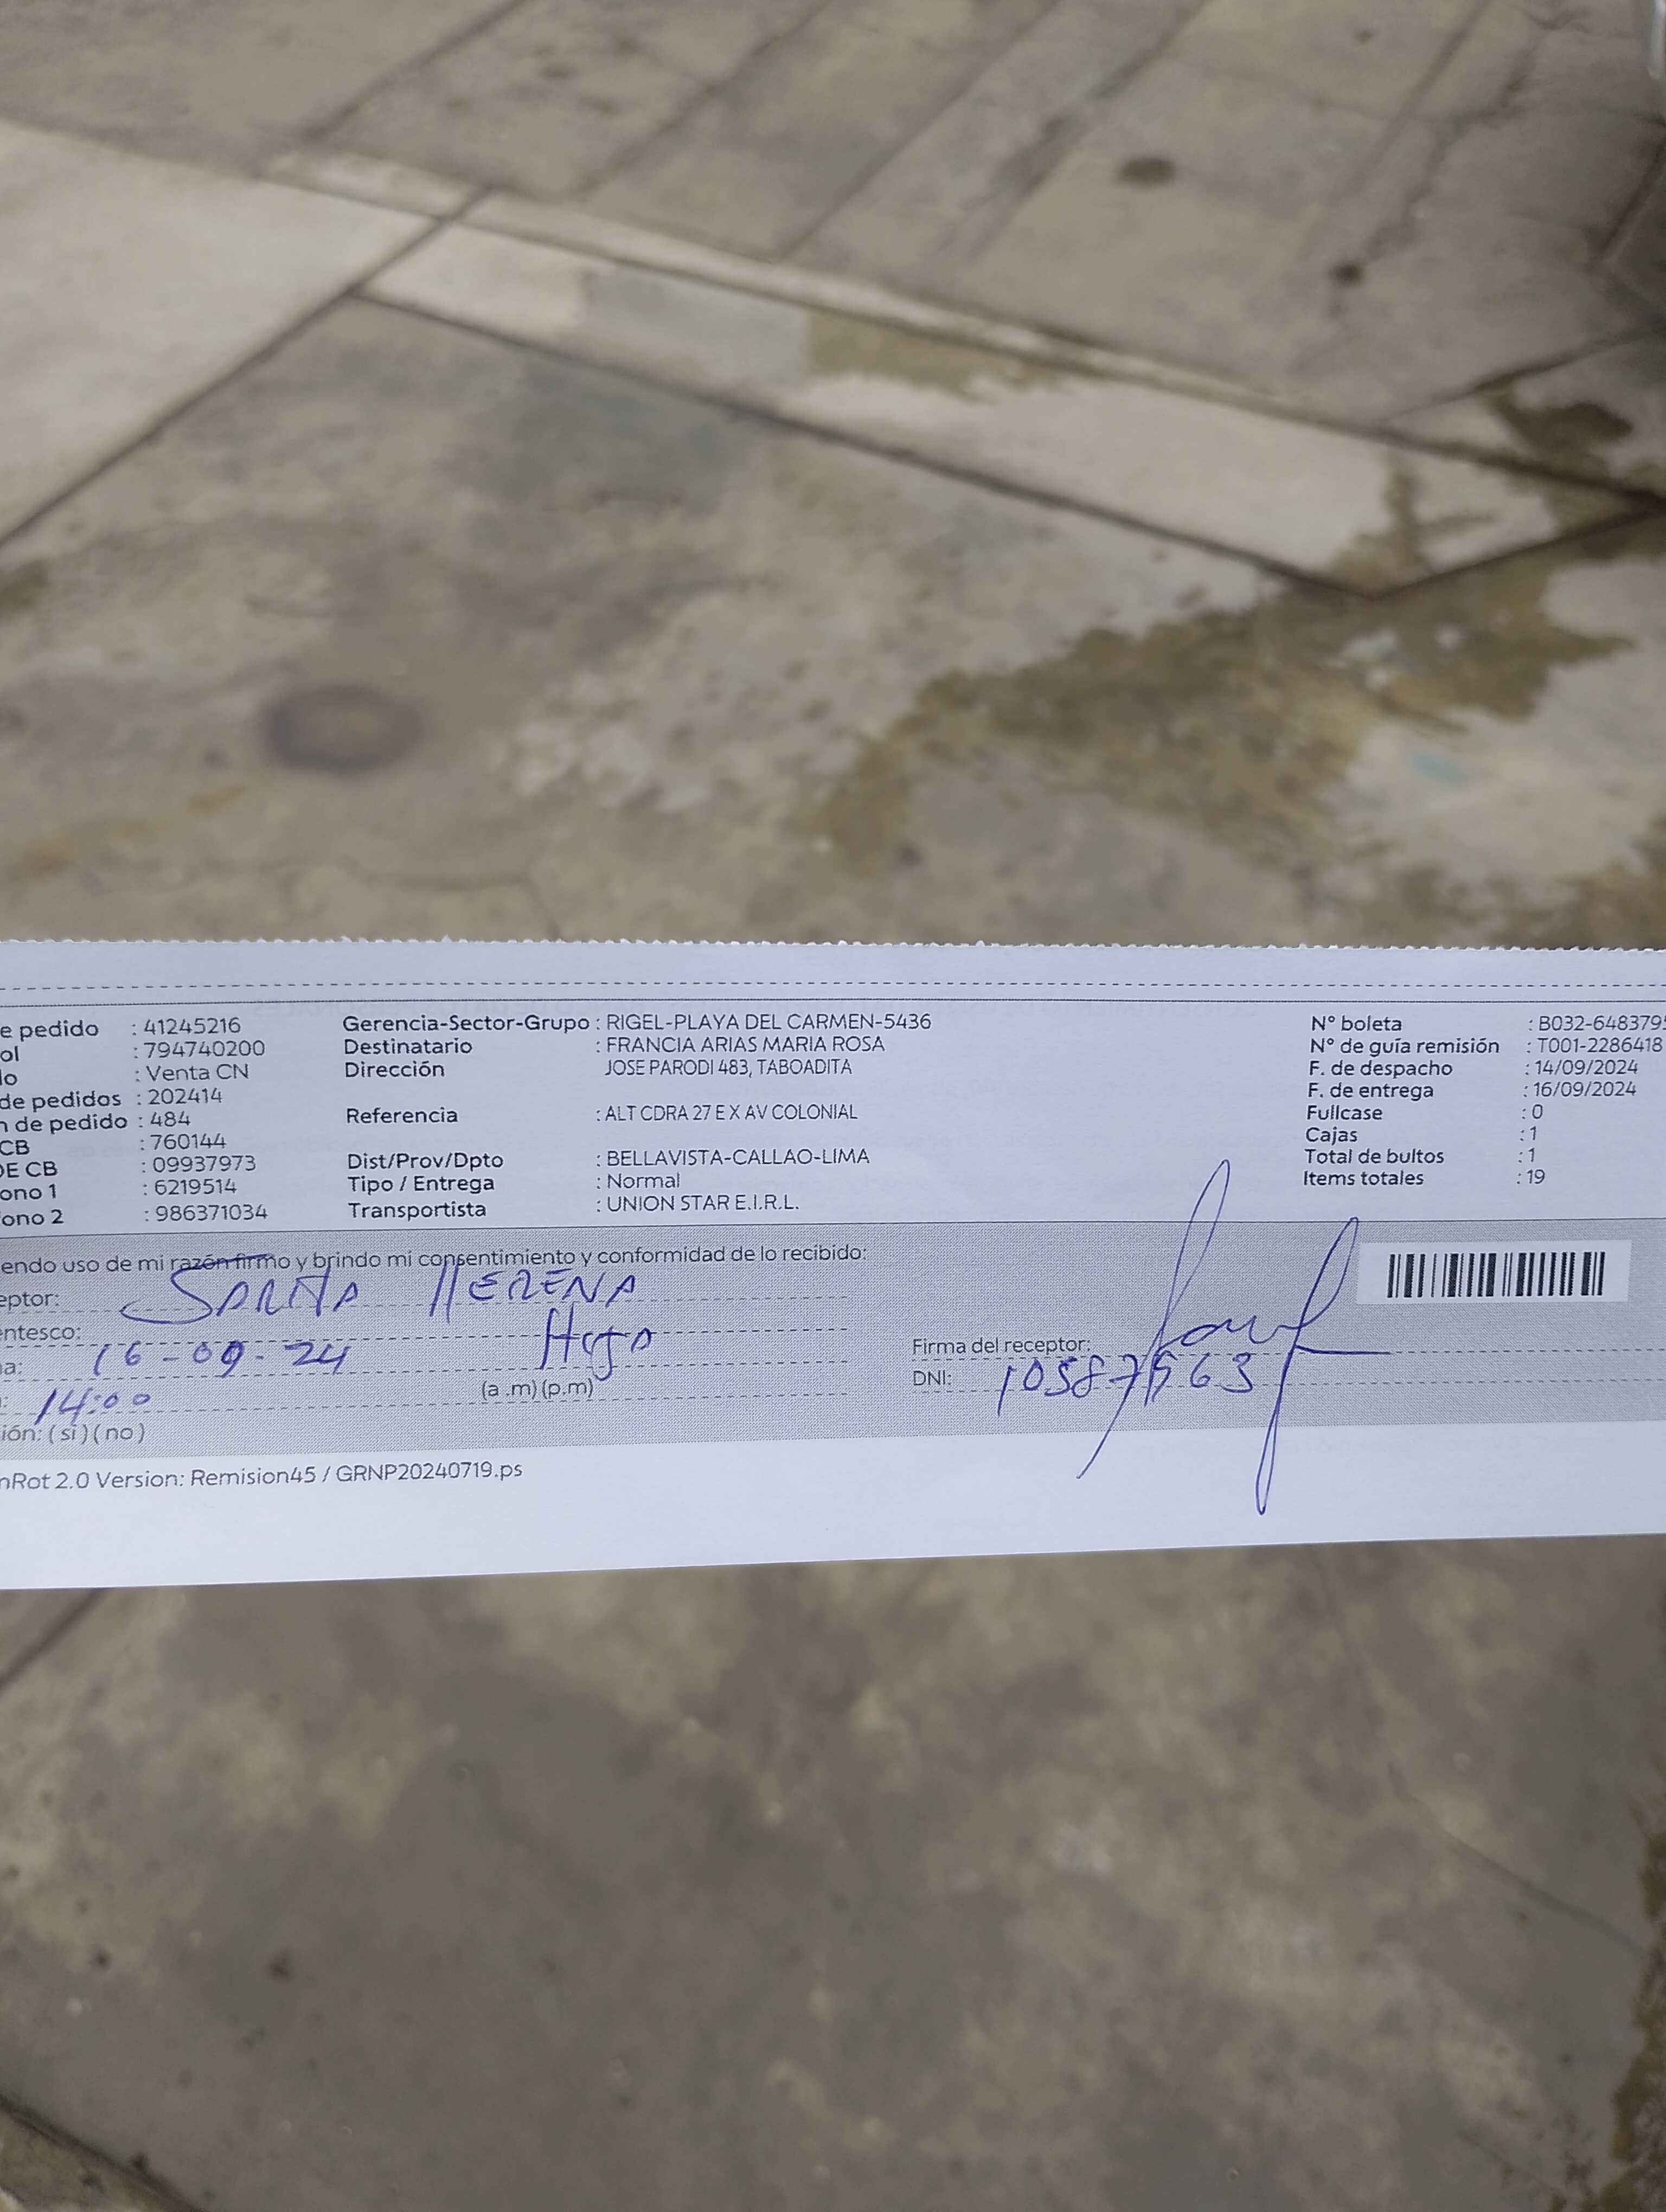 e pedido : 41245216 Gerencia-Sector-Grupo : RIGEL-PLAYA DEL CARMEN-5436 N° boleta : B032-6483795
ol : 794740200 Destinatario : FRANCIA ARIAS MARIA ROSA N° de guía remisión : T001-2286418
lo : Venta CN Dirección JOSE PARODI 483, TABOADITA F. de despacho : 14/09/2024
de pedidos : 202414 F. de entrega : 16/09/2024
n de pedido : 484 Referencia : ALT CDRA 27 E X AV COLONIAL Fullcase : 0
CB : 760144 Cajas : 1
DE CB : 09937973 Dist/Prov/Dpto : BELLAVISTA-CALLAO-LIMA Total de bultos : 1
ono 1 : 6219514 Tipo / Entrega : Normal Items totales : 19
ono 2 : 986371034 Transportista : UNION STAR E.I.R.L.
endo uso de mi razón firmo y brindo mi consentimiento y conformidad de lo recibido:
eptor:
entesco: Hija
a: 16-09-24 Firma del receptor:
: 14:00 (a .m) (p.m) DNI:
ión: ( si ) ( no )
nRot 2.0 Version: Remision45 / GRNP20240719.ps